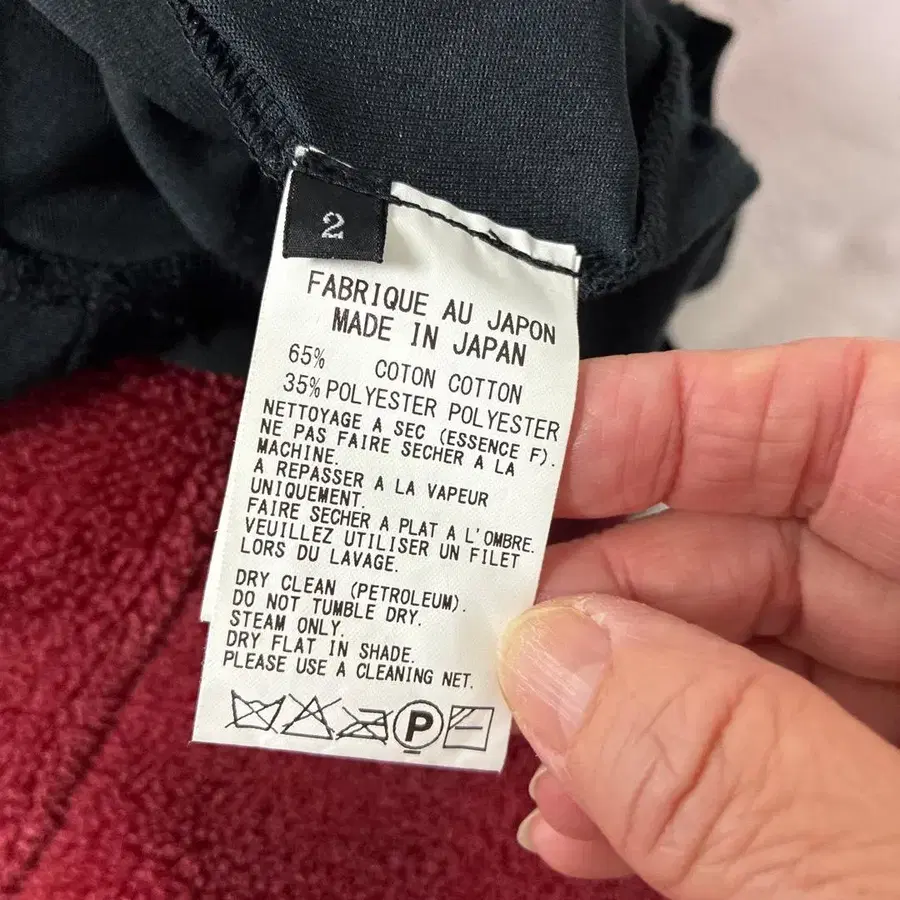 2
FABRIQUE AU JAPON
MADE IN JAPAN
65% COTON COTTON
35% POLYESTER POLYESTER
NETTOYAGE A SEC (ESSENCE F).
NE PAS FAIRE SECHER A LA
MACHINE.
A REPASSER A LA VAPEUR
UNIQUEMENT.
FAIRE SECHER A PLAT A L'OMBRE.
VEUILLEZ UTILISER UN FILET
LORS DU LAVAGE.
DRY CLEAN (PETROLEUM).
DO NOT TUMBLE DRY.
STEAM ONLY.
DRY FLAT IN SHADE.
PLEASE USE A CLEANING NET.
P